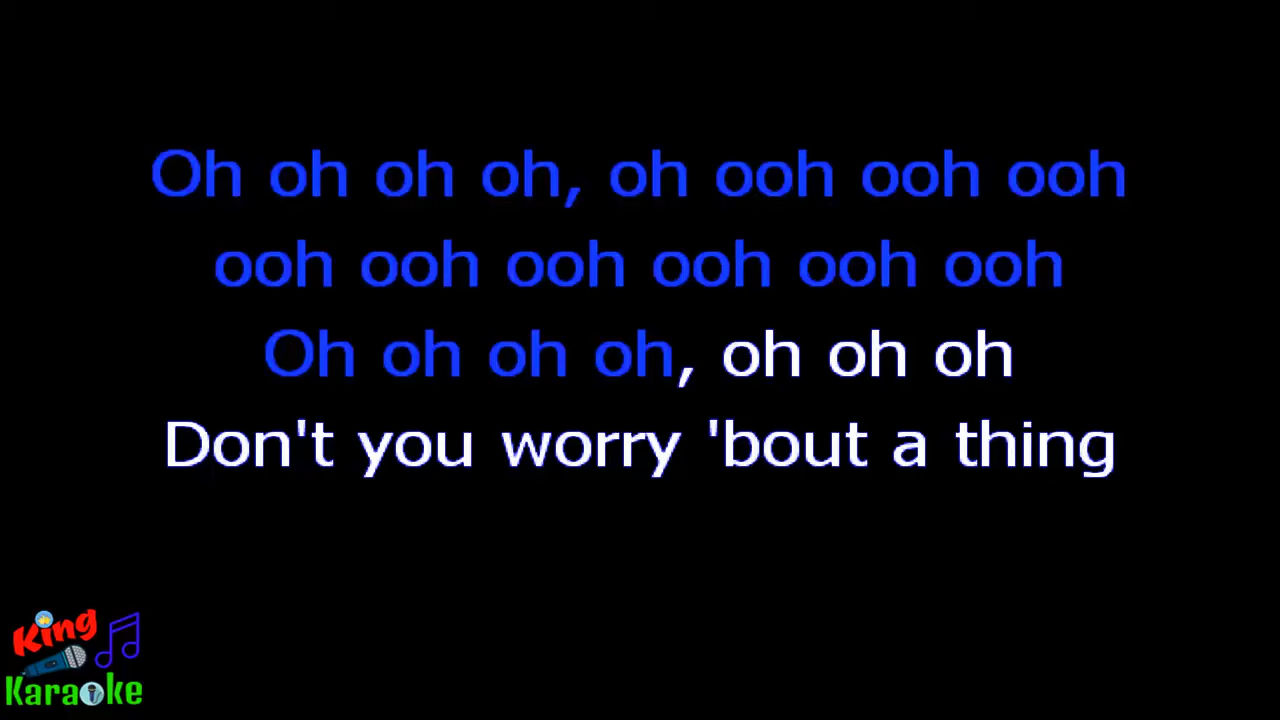 Oh oh oh oh, oh ooh ooh ooh
ooh ooh ooh ooh ooh ooh
Oh oh oh oh, oh oh oh
Don't you worry 'bout a thing
King
Karaoke